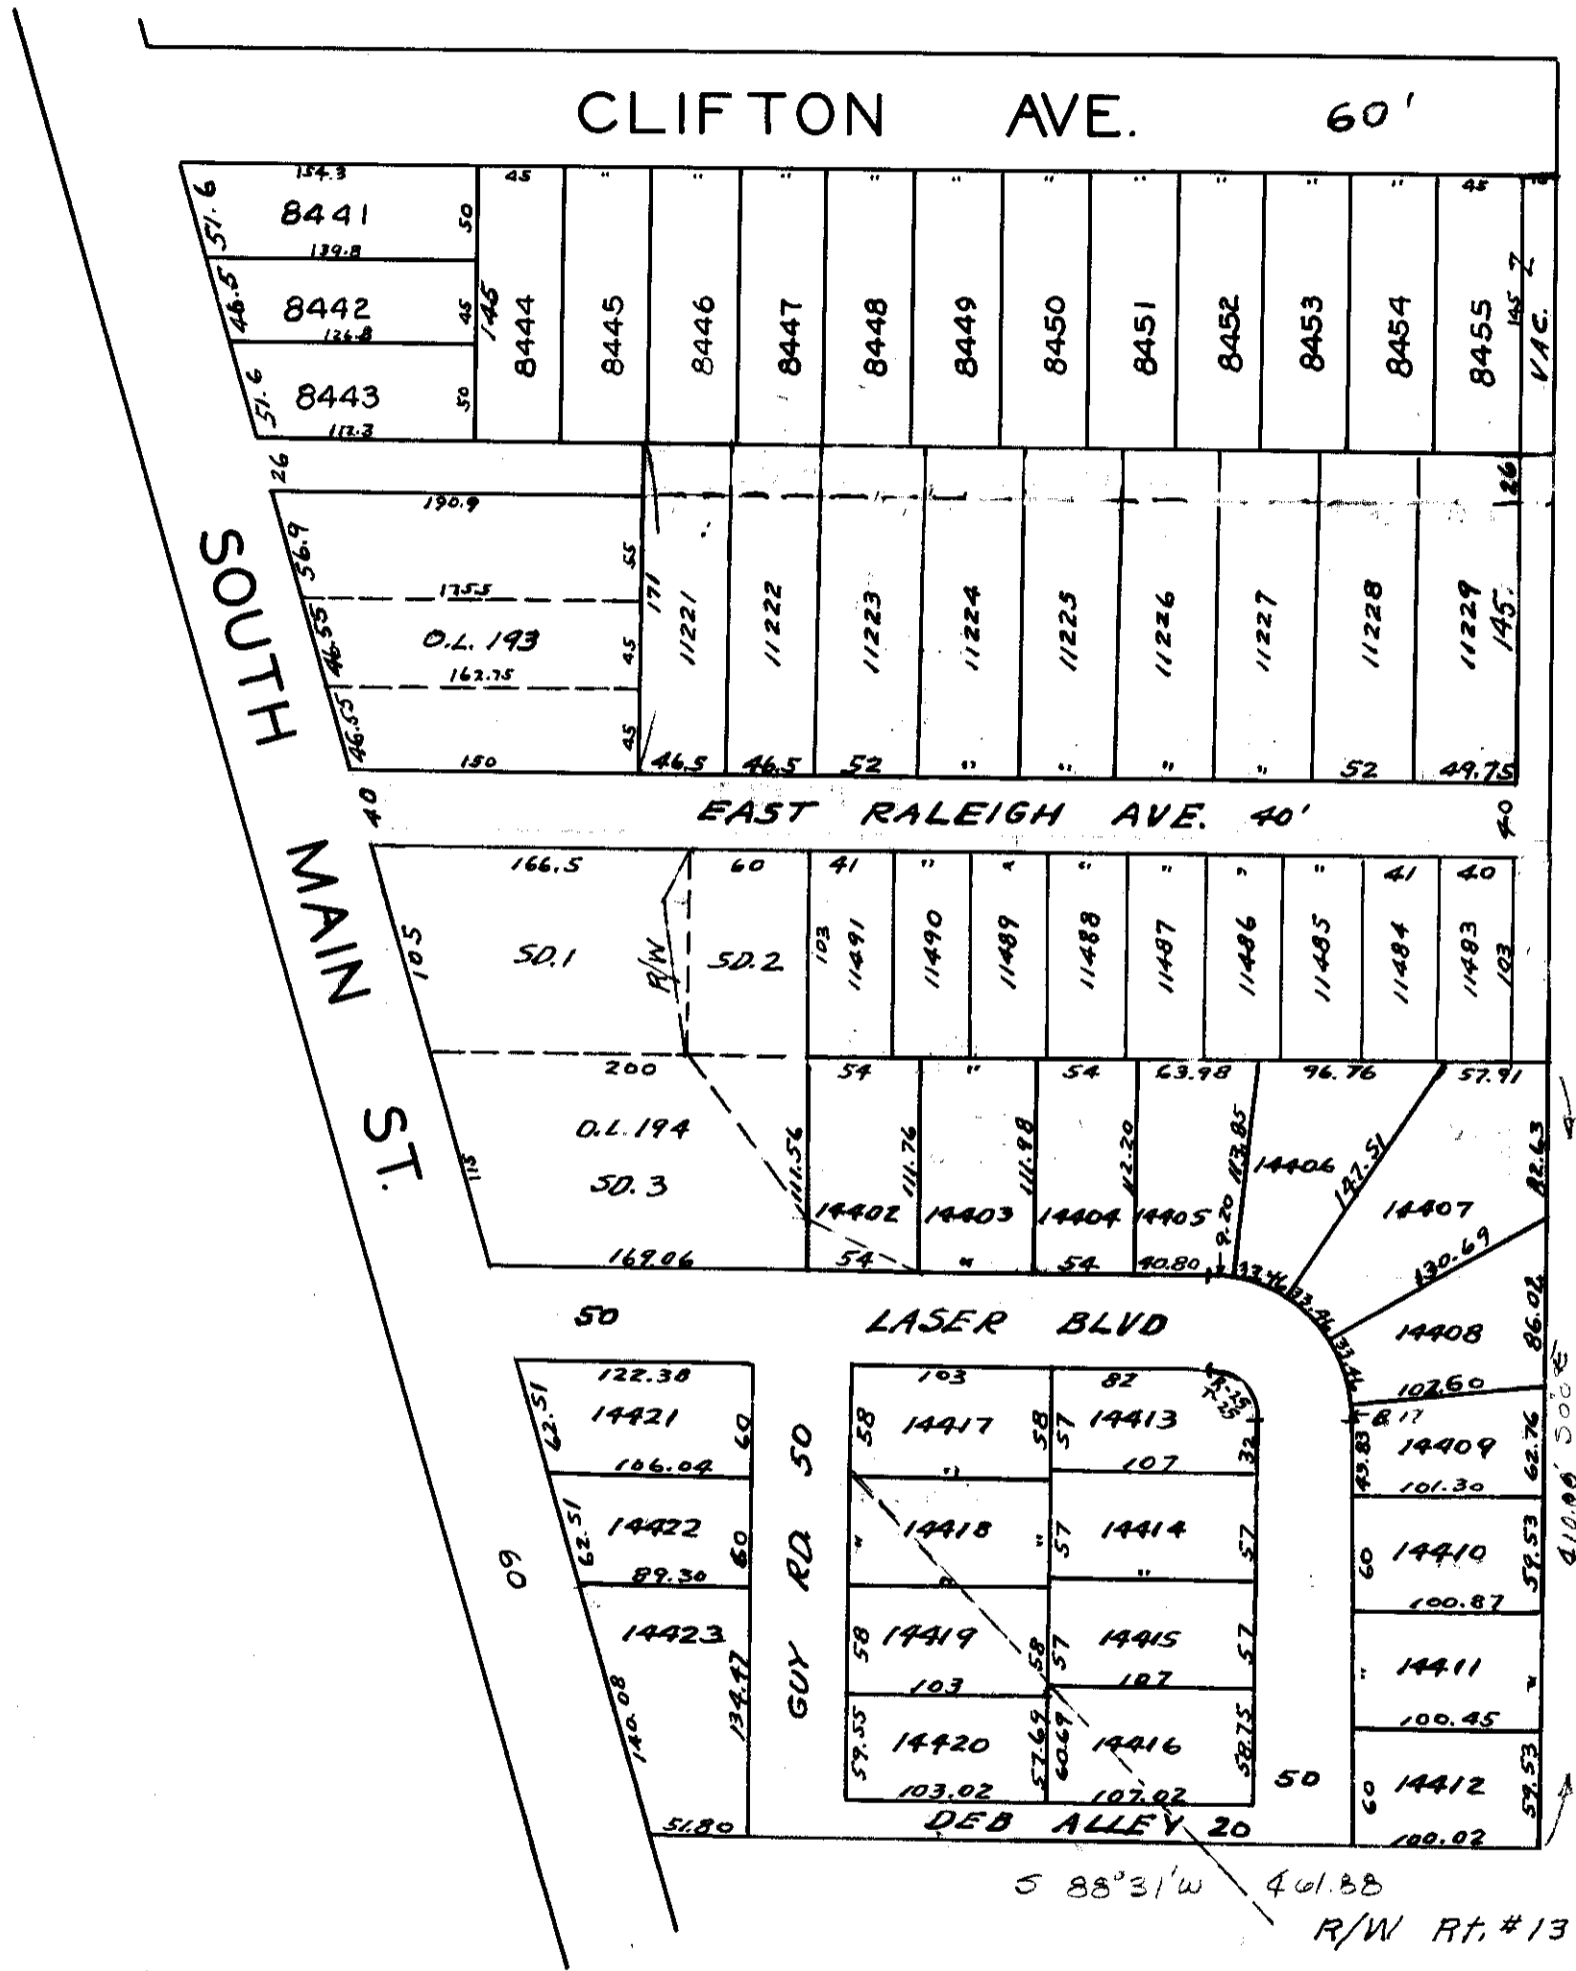 CLIFTON AVE. 60'
154.3 45 " " " " " " " " " " 45
51.6 8441 50
139.8
46.5 8442 45 145
126.8
51.6 8443 50
112.3
8444 8445 8446 8447 8448 8449 8450 8451 8452 8453 8454 8455 145 VAC. 7
26 26
190.9
56.9 55
175.5
46.55 O.L. 193 45
162.75
46.55 45
150
171 11221 11222 11223 11224 11225 11226 11227 11228 11229 145
46.5 46.5 52 " " " " 52 49.75
40 EAST RALEIGH AVE. 40' 40
SOUTH MAIN ST.
166.5 60 41 " " " " " " 41 40
105 SD.1 R/W SD.2 103 11491 11490 11489 11488 11487 11486 11485 11484 11483 103
200 54 " 54 63.98 96.76 57.91
O.L. 194
115 SD. 3
111.56 111.76 111.98 112.20 113.85 147.51 82.63
14402 14403 14404 14405 9.20 14406 14407
169.06 54 " 54 40.80 33.46 33.46 130.69
50 LASER BLVD 33.46 14408 86.02
102.60
122.38 103 82 R-25
62.51 14421 60 58 14417 58 57 14413 32 8.17 14409 62.76
106.04 " 107 49.83 101.30
62.51 14422 60 " 14418 " 57 14414 57 60 14410 59.53
89.30 " " 100.87
60 14423 134.47 GUY RD. 50 58 14419 58 57 14415 57 " 14411 "
103 107 100.45
140.08 59.55 14420 57.69 60.69 14416 58.75 50 60 14412 59.53
51.80 103.02 107.02 100.02
DEB ALLEY 20
S 88°31'W 461.88
R/W Rt. #13